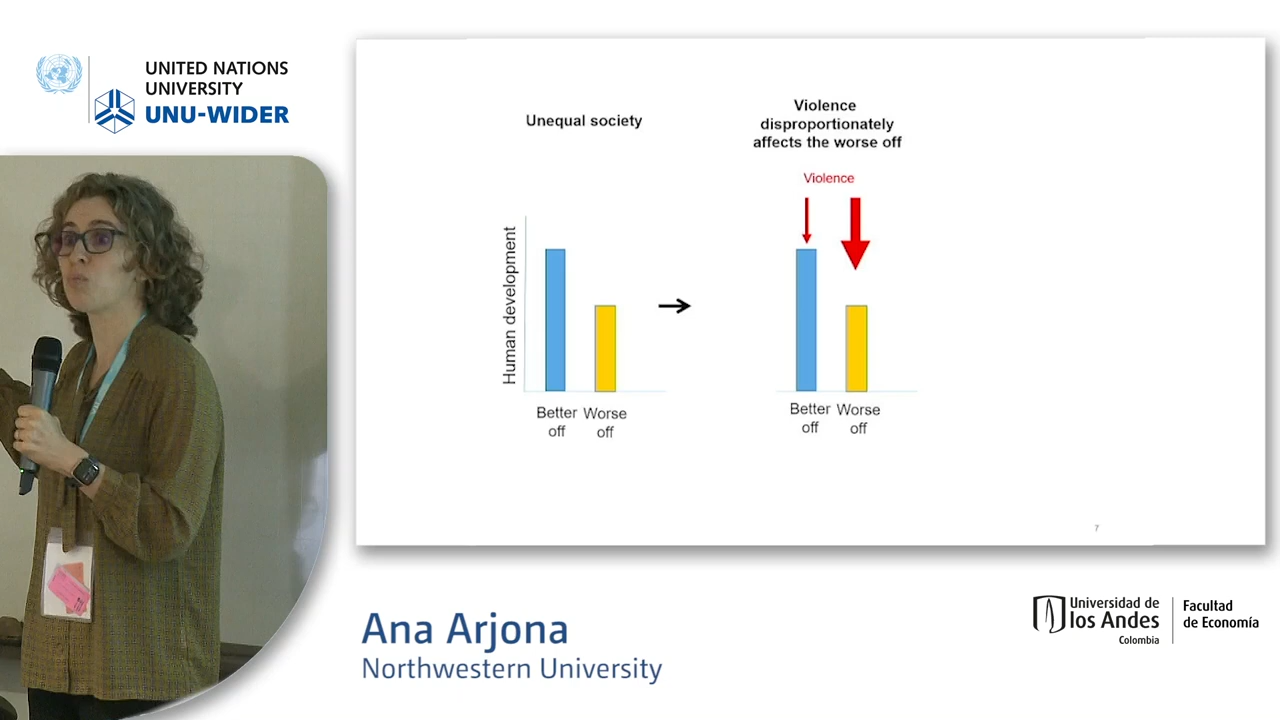 UNITED NATIONS
UNIVERSITY
UNU-WIDER
Unequal society
Human development
Better off
Worse off
Violence
disproportionately
affects the worse off
Violence
Better off
Worse off
7
Ana Arjona
Northwestern University
Universidad de
los Andes
Colombia
Facultad
de Economía